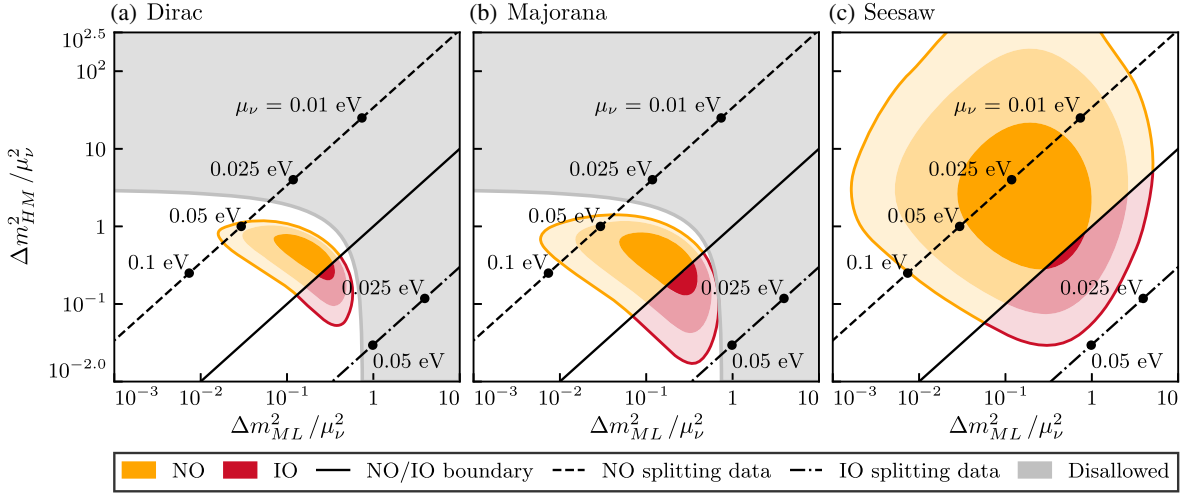 (a) Dirac
(b) Majorana
(c) Seesaw
10^2.5
10^2
10
1
10^−1
10^−2.0
Δm²_HM/μ²_ν
μ_ν = 0.01 eV
0.025 eV
0.05 eV
0.1 eV
0.025 eV
0.05 eV
μ_ν = 0.01 eV
0.025 eV
0.05 eV
0.1 eV
0.025 eV
0.05 eV
μ_ν = 0.01 eV
0.025 eV
0.05 eV
0.1 eV
0.025 eV
0.05 eV
10^−3 10^−2 10^−1 1 10
10^−3 10^−2 10^−1 1 10
10^−3 10^−2 10^−1 1 10
Δm²_ML/μ²_ν
Δm²_ML/μ²_ν
Δm²_ML/μ²_ν
NO IO NO/IO boundary NO splitting data IO splitting data Disallowed